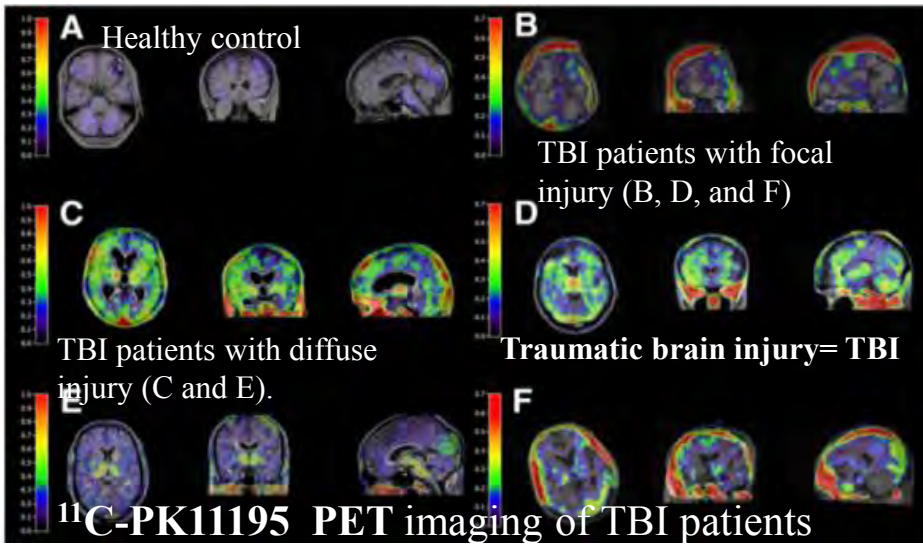 A
Healthy control
B
TBI patients with focal
injury (B, D, and F)
C
D
TBI patients with diffuse
injury (C and E).
Traumatic brain injury= TBI
E
F
¹¹C-PK11195 PET imaging of TBI patients